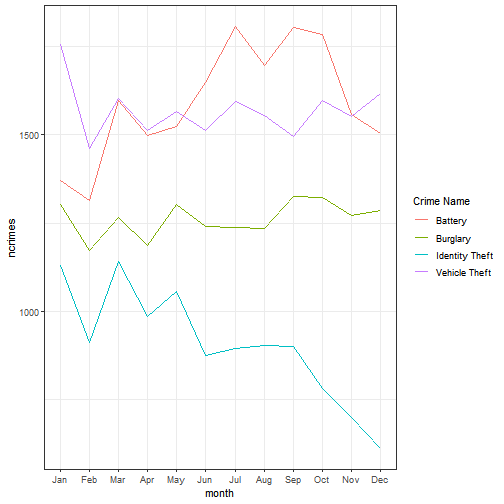 1500
1000
ncrimes
Jan Feb Mar Apr May Jun Jul Aug Sep Oct Nov Dec
month
Crime Name
Battery
Burglary
Identity Theft
Vehicle Theft